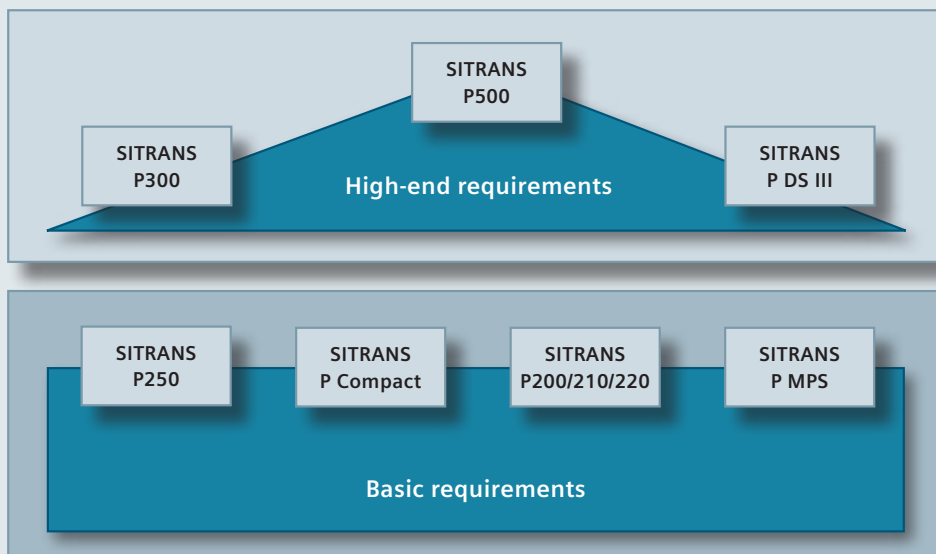 SITRANS
P500
SITRANS
P300
SITRANS
P DS III
High-end requirements
SITRANS
P250
SITRANS
P Compact
SITRANS
P200/210/220
SITRANS
P MPS
Basic requirements